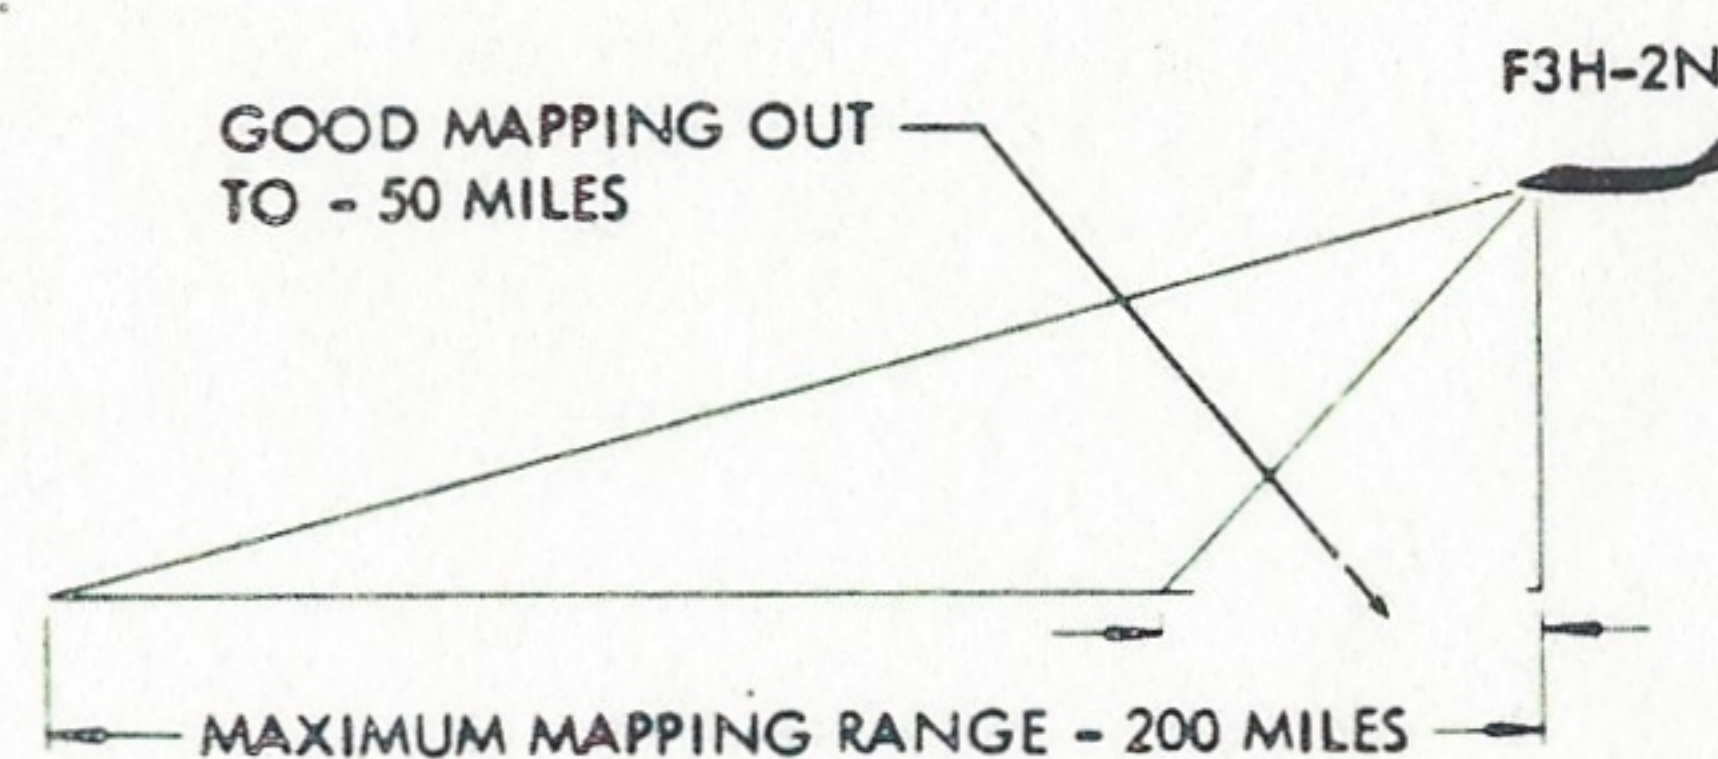 F3H-2N
GOOD MAPPING OUT
TO - 50 MILES
MAXIMUM MAPPING RANGE - 200 MILES